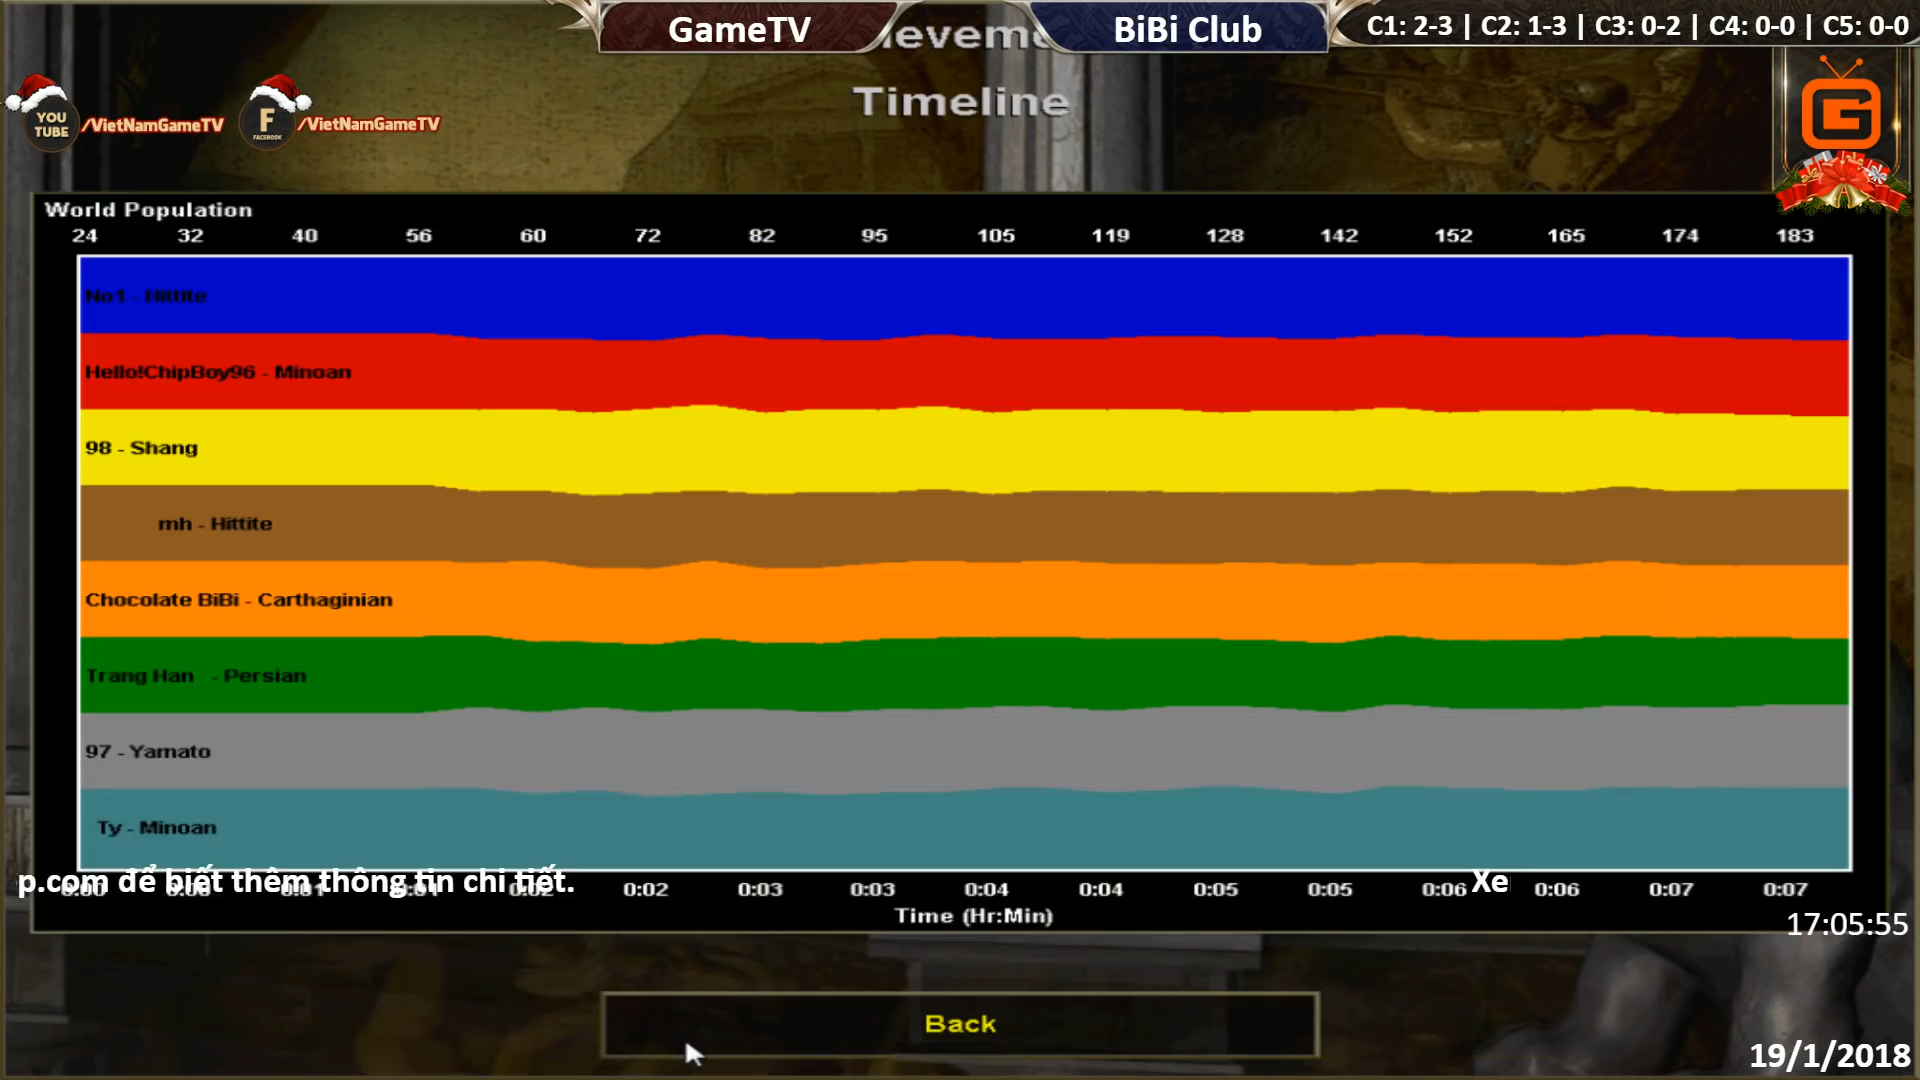 GameTV
BiBi Club
C1: 2-3 | C2: 1-3 | C3: 0-2 | C4: 0-0 | C5: 0-0
Timeline
YOU TUBE /VietNamGameTV
F FACEBOOK /VietNamGameTV
World Population
24 32 40 56 60 72 82 95 105 119 128 142 152 165 174 183
No1 - Hittite
Hello!ChipBoy96 - Minoan
98 - Shang
mh - Hittite
Chocolate BiBi - Carthaginian
Trang Han - Persian
97 - Yamato
Ty - Minoan
p.com để biết thêm thông tin chi tiết. Xe
0:02 0:03 0:03 0:04 0:04 0:05 0:05 0:06 0:06 0:07 0:07
Time (Hr:Min)
17:05:55
Back
19/1/2018